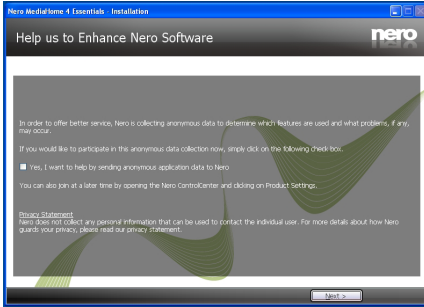 Nero MediaHome 4 Essentials - Installation
Help us to Enhance Nero Software
nero
In order to offer better service, Nero is collecting anonymous data to determine which features are used and what problems, if any,
may occur.
If you would like to participate in this anonymous data collection now, simply click on the following check box.
Yes, I want to help by sending anonymous application data to Nero
You can also join at a later time by opening the Nero ControlCenter and clicking on Product Settings.
Privacy Statement
Nero does not collect any personal information that can be used to contact the individual user. For more details about how Nero
guards your privacy, please read our privacy statement.
Next >